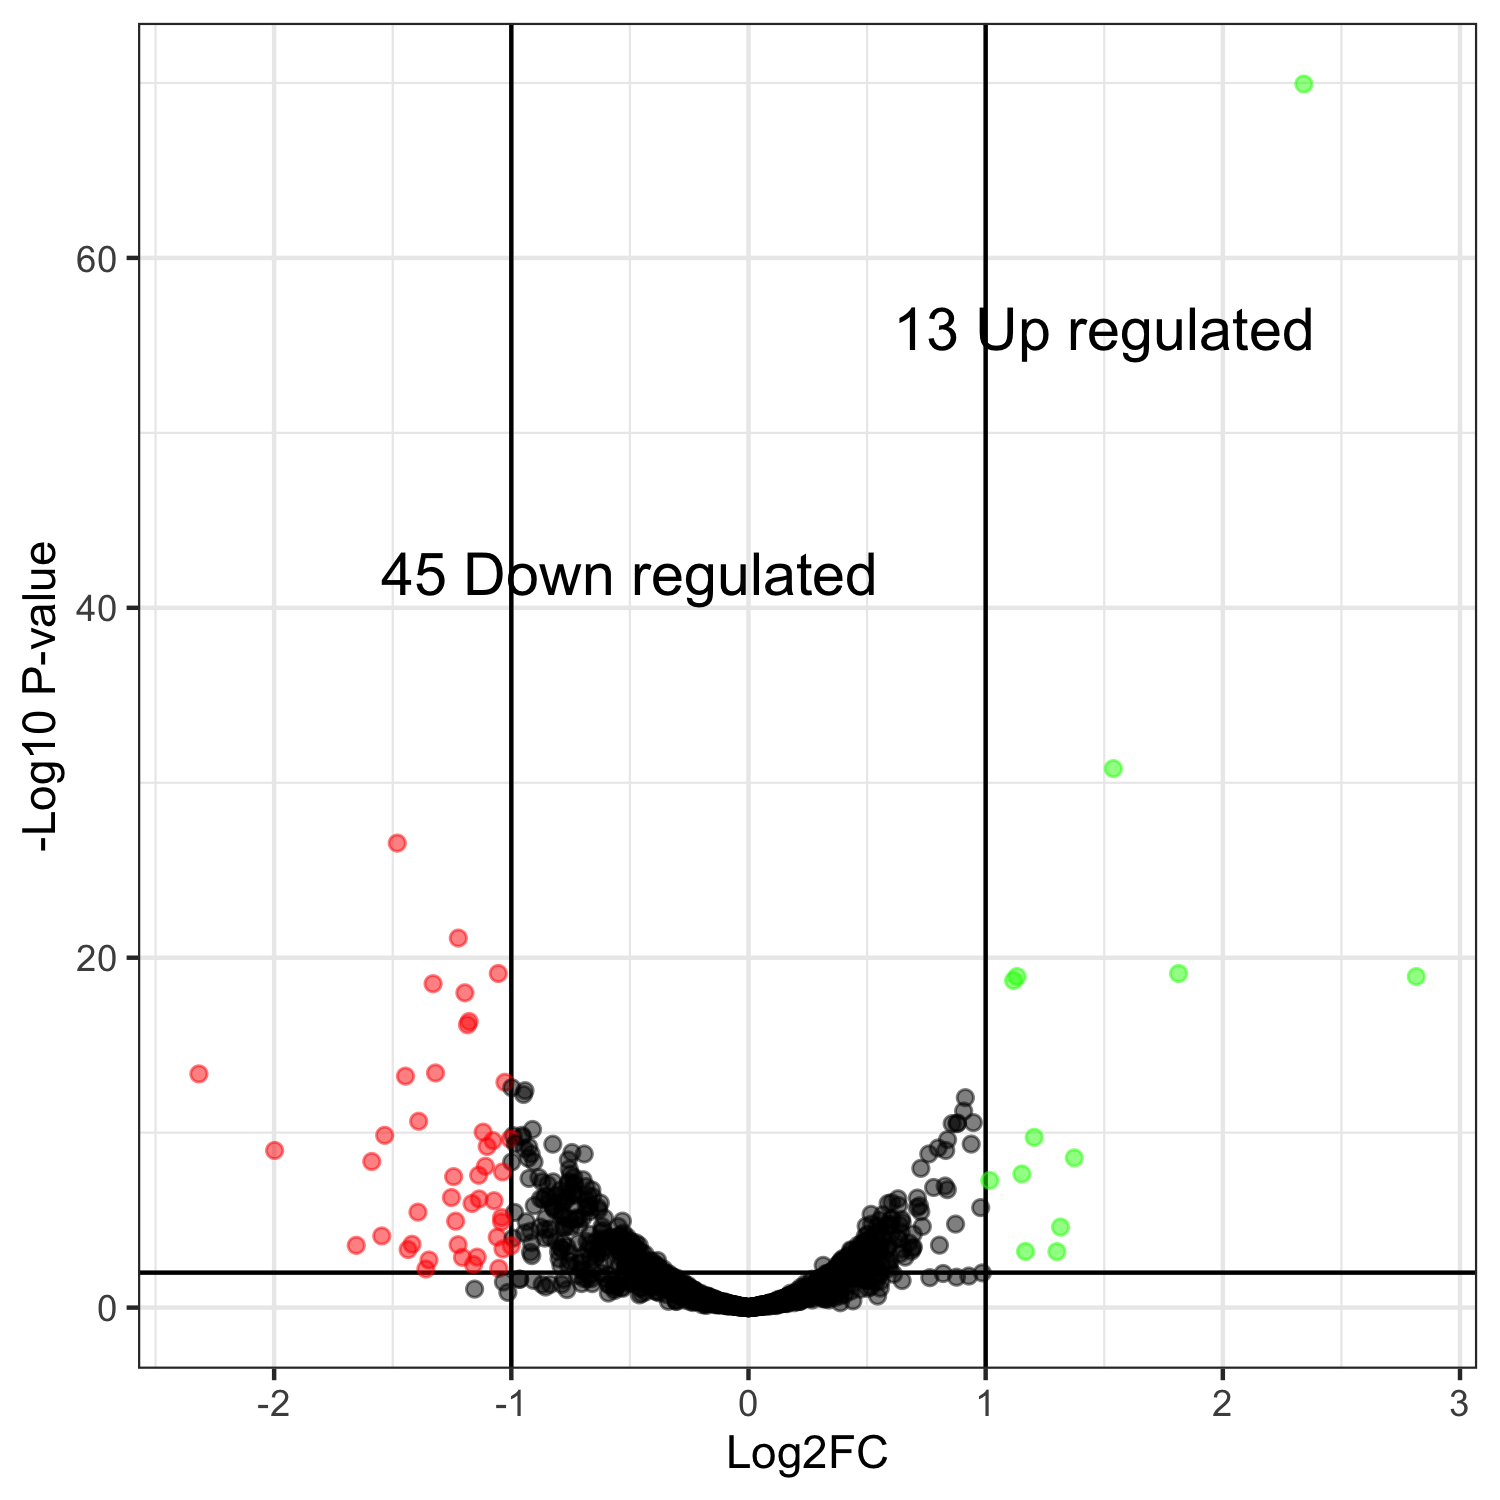 60
13 Up regulated
45 Down regulated
40
-Log10 P-value
20
0
-2 -1 0 1 2 3
Log2FC